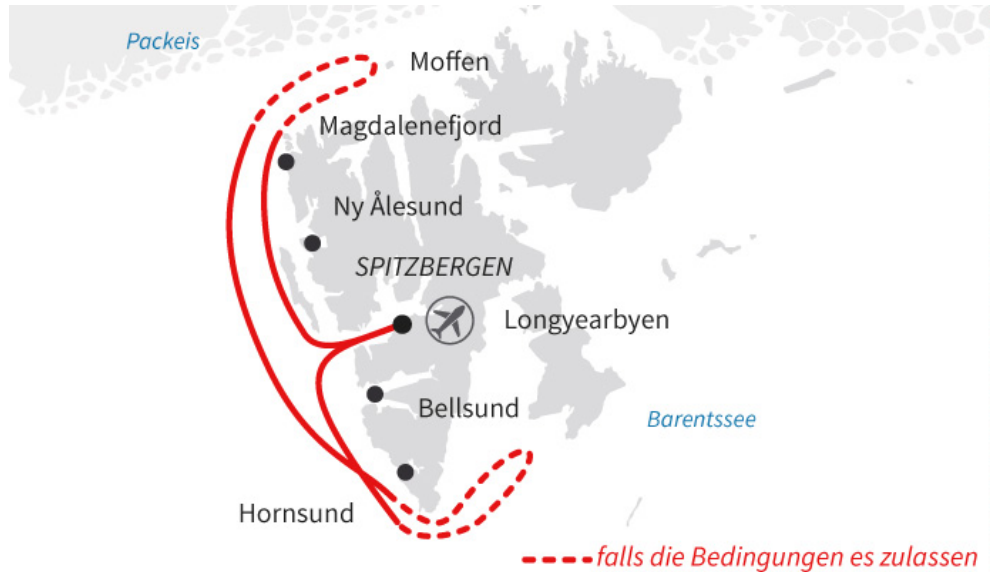 Packeis
Moffen
Magdalenefjord
Ny Ålesund
SPITZBERGEN
Longyearbyen
Bellsund
Barentssee
Hornsund
falls die Bedingungen es zulassen